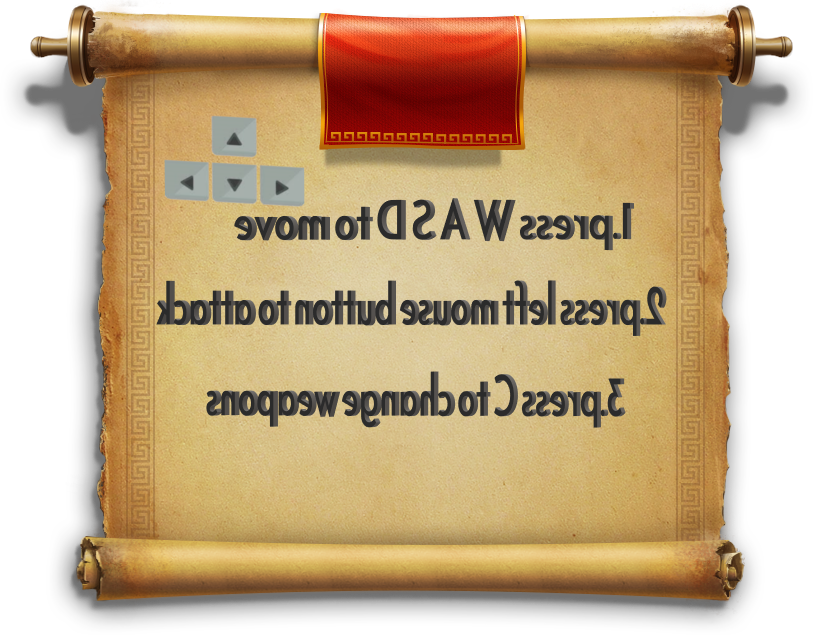 1.press W A S D to move
2.press left mouse button to attack
3.press C to change weapons